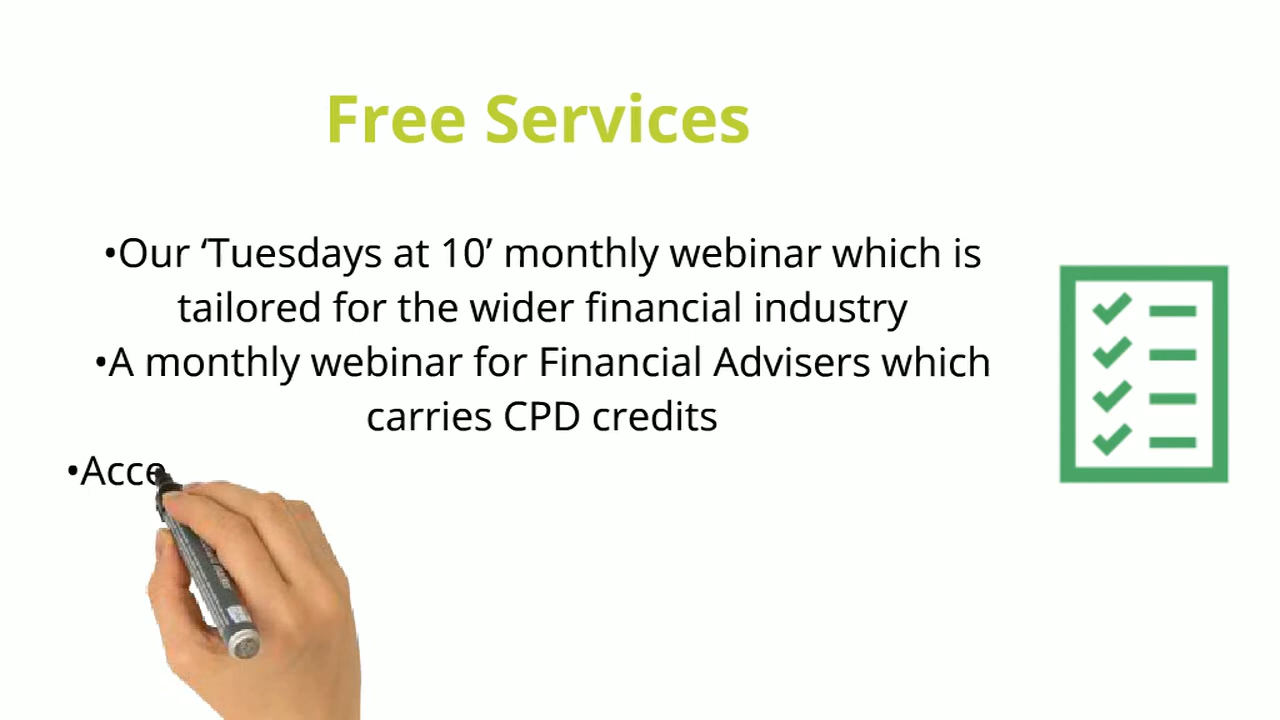 Free Services
•Our ‘Tuesdays at 10’ monthly webinar which is
tailored for the wider financial industry
•A monthly webinar for Financial Advisers which
carries CPD credits
•Acce